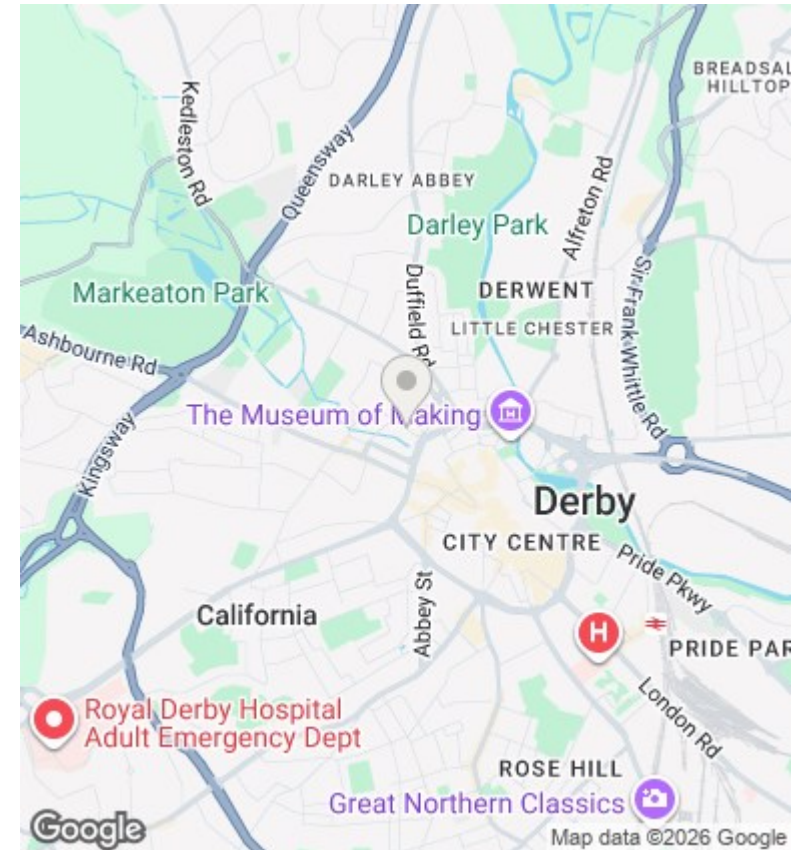 BREADSAL
HILLTOP
Kedleston Rd
Queensway
DARLEY ABBEY
Alfreton Rd
Darley Park
Sir Frank Whittle Rd
Duffield Rd
DERWENT
Markeaton Park
LITTLE CHESTER
Ashbourne Rd
The Museum of Making
Kingsway
Derby
CITY CENTRE
Pride Pkwy
Abbey St
California
H
PRIDE PAR
London Rd
Royal Derby Hospital
Adult Emergency Dept
ROSE HILL
Great Northern Classics
Google
Map data ©2026 Google